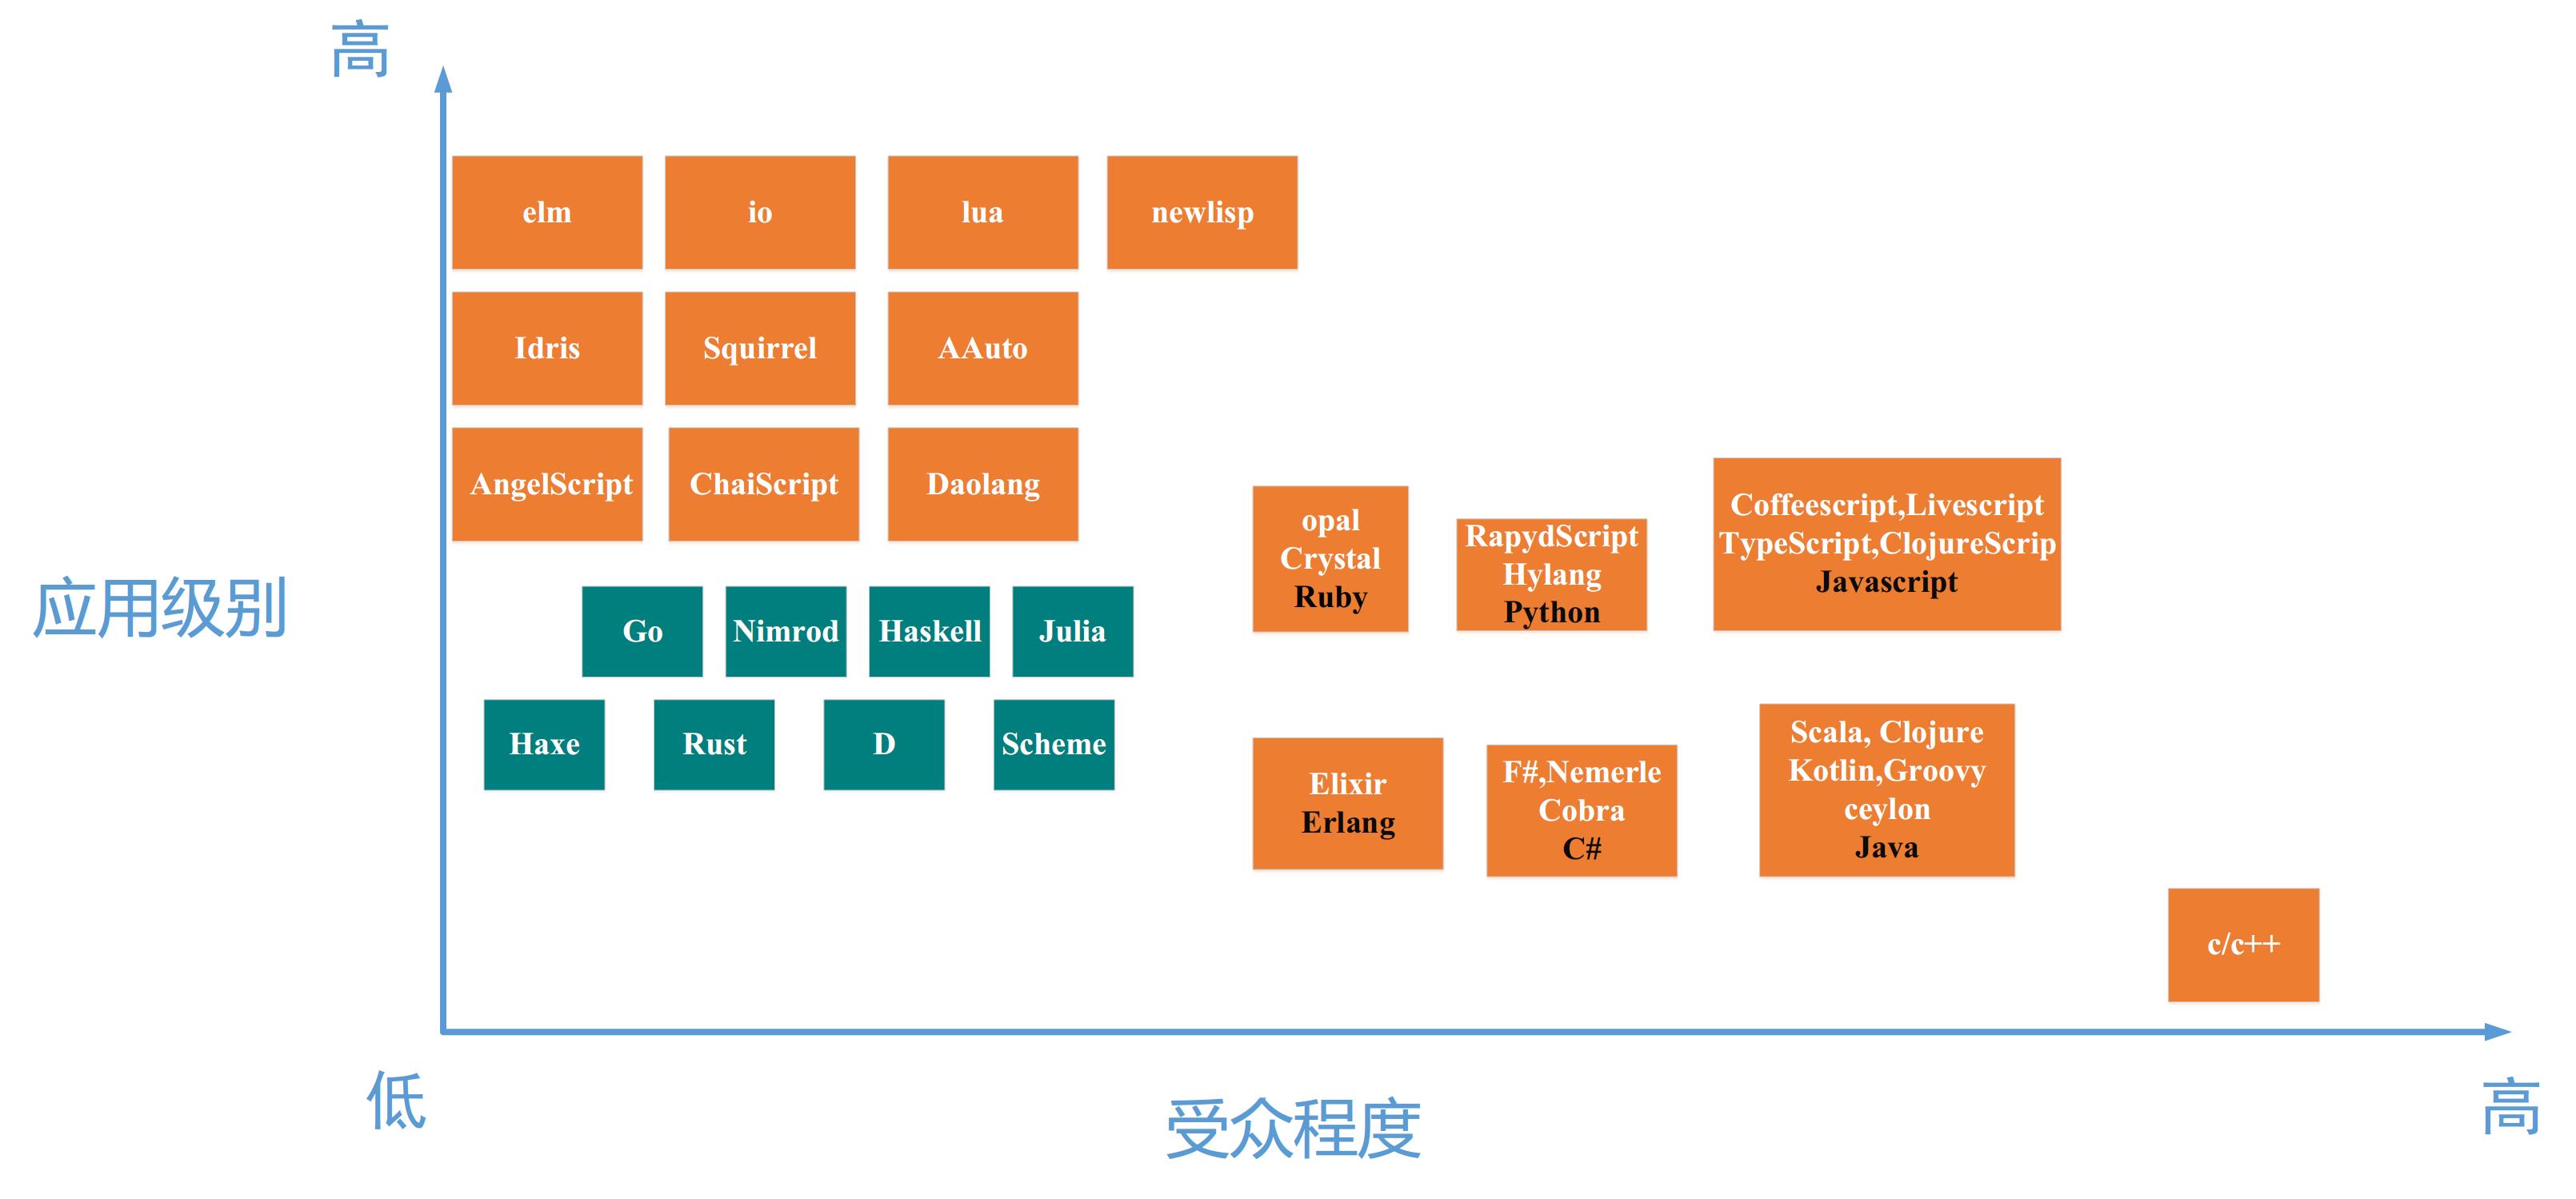 高
elm
io
lua
newlisp
Idris
Squirrel
AAuto
AngelScript
ChaiScript
Daolang
opal
Crystal
Ruby
RapydScript
Hylang
Python
Coffeescript,Livescript
TypeScript,ClojureScrip
Javascript
应用级别
Go
Nimrod
Haskell
Julia
Haxe
Rust
D
Scheme
Elixir
Erlang
F#,Nemerle
Cobra
C#
Scala, Clojure
Kotlin,Groovy
ceylon
Java
c/c++
低
受众程度
高